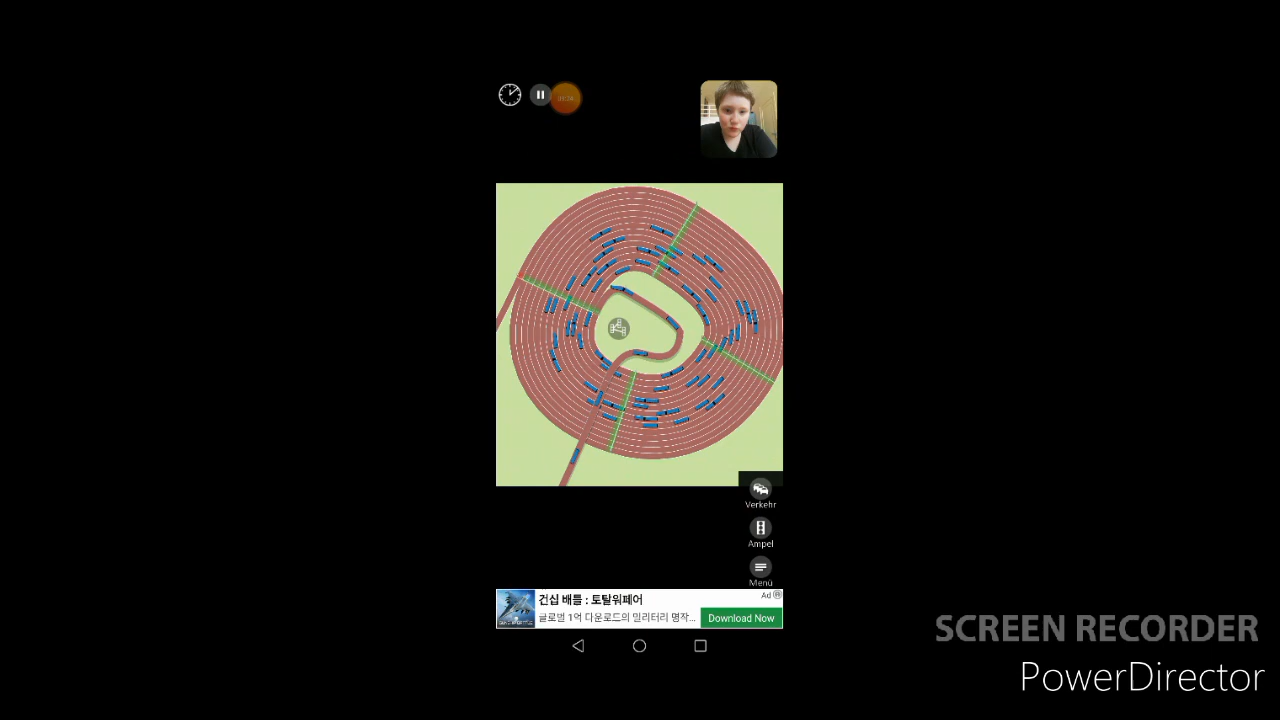 Verkehr
Ampel
Menü
Ad
건십 배틀 : 토탈워페어
글로벌 1억 다운로드의 밀리터리 명작...
Download Now
SCREEN RECORDER
PowerDirector